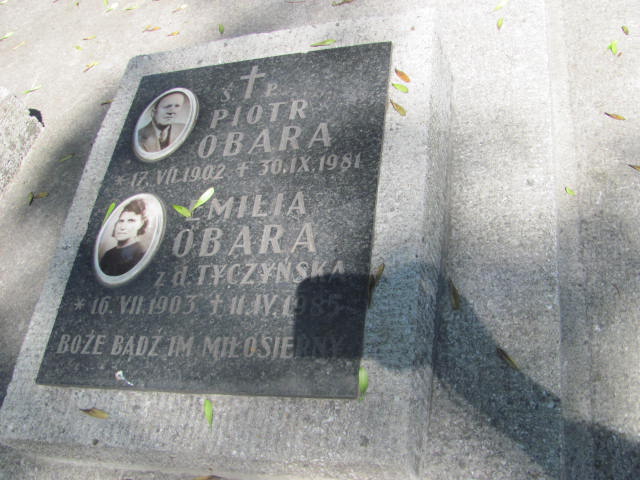 Ś † P.
PIOTR
OBARA
* 17.VII.1902 † 30.IX.1981
EMILIA
OBARA
z d. TYCZYŃSKA
* 16.VII.1903 † 11.IV.1985
BOŻE BĄDŹ IM MIŁOSIERNY